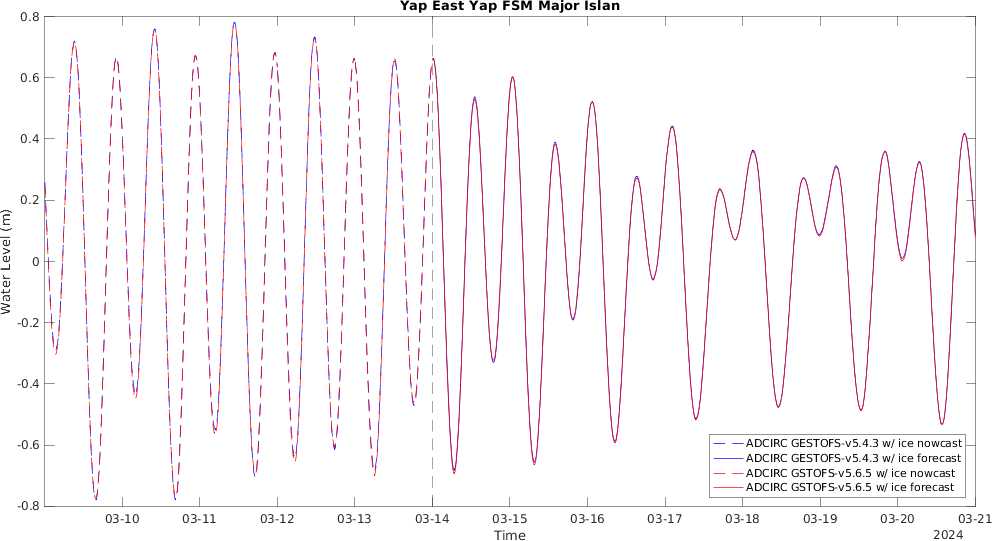 Yap East Yap FSM Major Islan
0.8
0.6
0.4
0.2
0
-0.2
-0.4
-0.6
-0.8
Water Level (m)
ADCIRC GESTOFS-v5.4.3 w/ ice nowcast
ADCIRC GESTOFS-v5.4.3 w/ ice forecast
ADCIRC GSTOFS-v5.6.5 w/ ice nowcast
ADCIRC GSTOFS-v5.6.5 w/ ice forecast
03-10 03-11 03-12 03-13 03-14 03-15 03-16 03-17 03-18 03-19 03-20 03-21
Time
2024